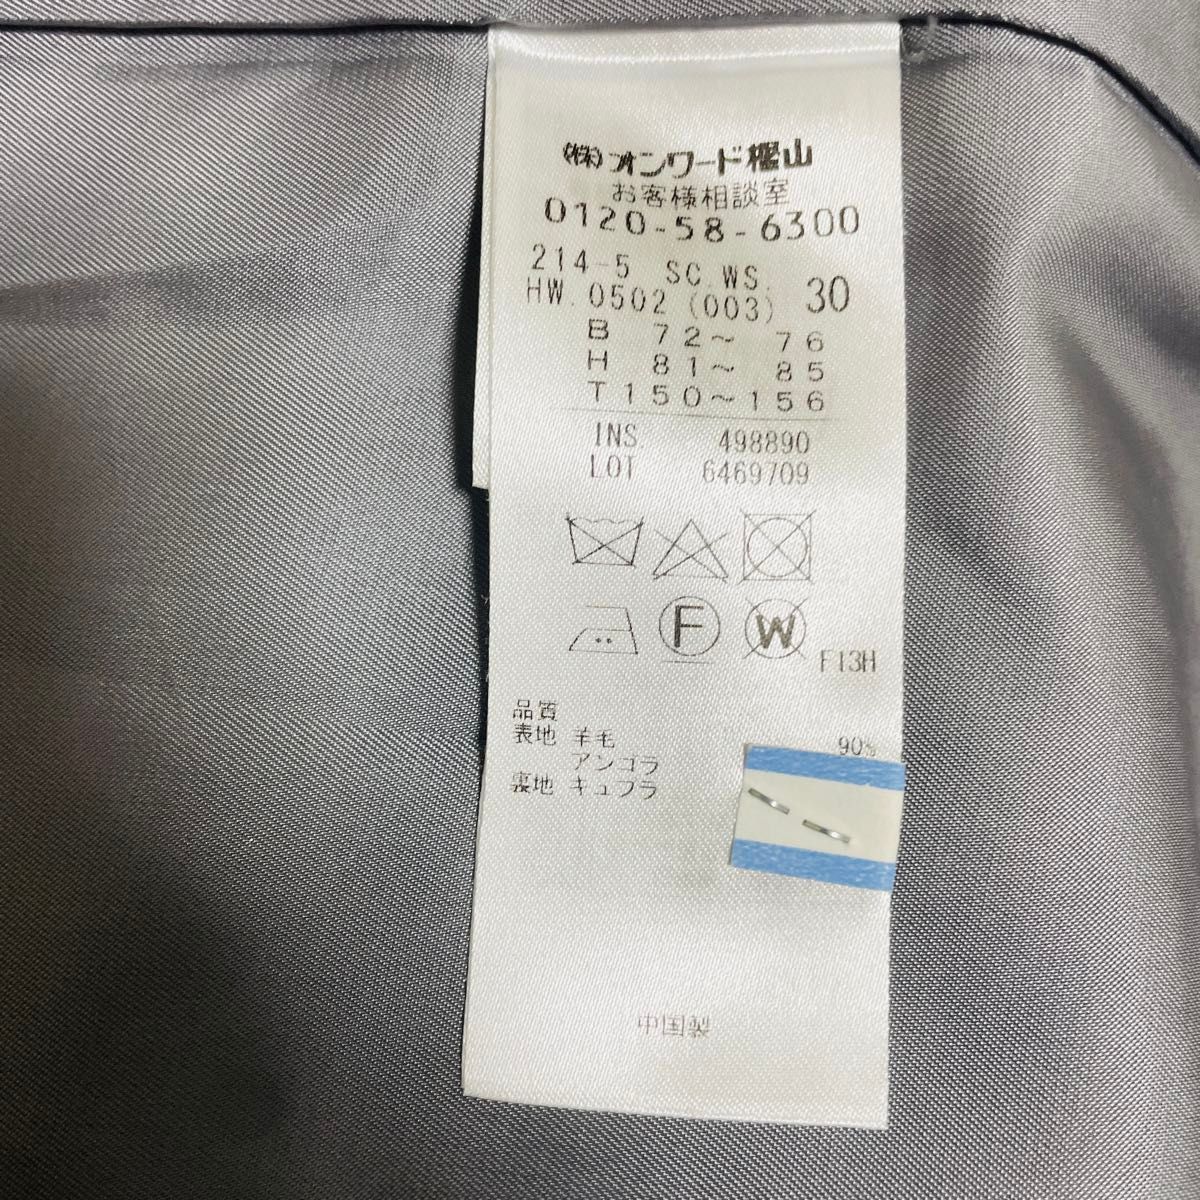 (株)オンワード樫山
お客様相談室
0120-58-6300
214-5 SC.WS. 30
HW.0502 (003)
B 72～ 76
H 81～ 85
T150～156
INS 498890
LOT 6469709
F
W
F13H
品質
表地 羊毛 90%
アンゴラ
裏地 キュプラ
中国製